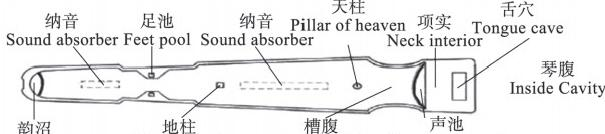 纳音
Sound absorber
足池
Feet pool
纳音
Sound absorber
天柱
Pillar of heaven
项实
Neck interior
舌穴
Tongue cave
琴腹
Inside Cavity
韵沼
地柱
槽腹
声池